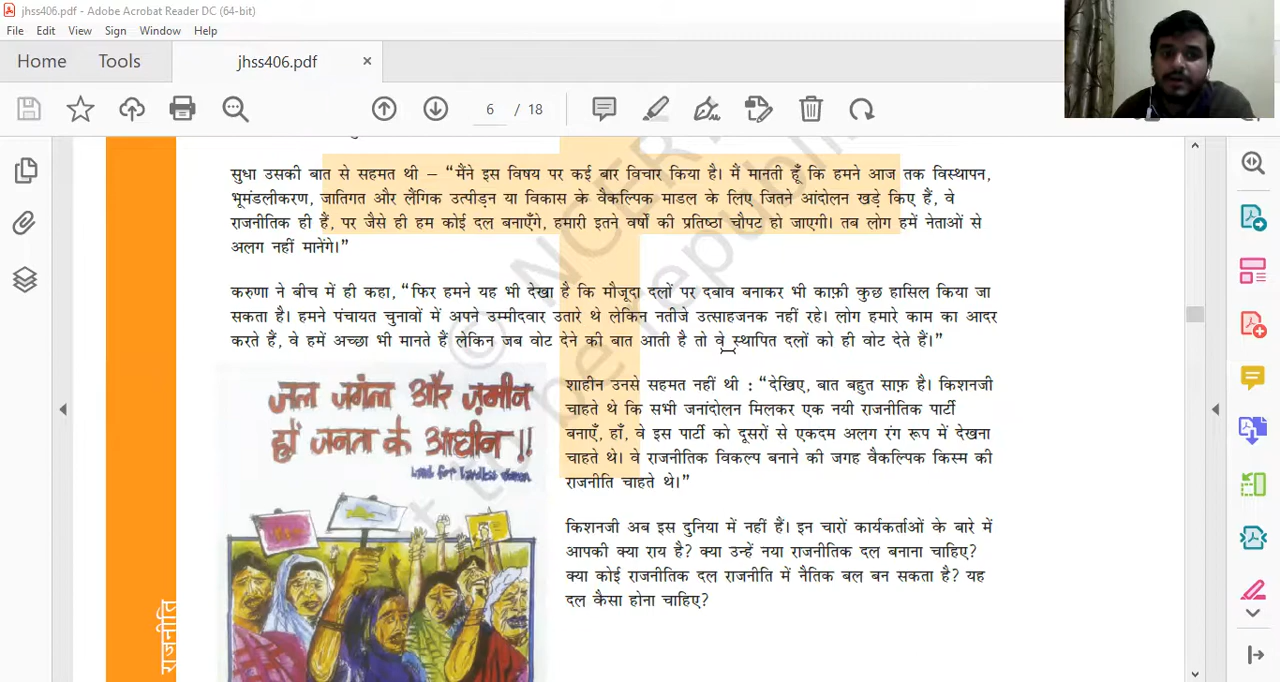 jhss406.pdf - Adobe Acrobat Reader DC (64-bit)
File Edit View Sign Window Help
Home Tools jhss406.pdf ×
6 / 18
सुधा उसकी बात से सहमत थी – “मैंने इस विषय पर कई बार विचार किया है। मैं मानती हूँ कि हमने आज तक विस्थापन,
भूमंडलीकरण, जातिगत और लैंगिक उत्पीड़न या विकास के वैकल्पिक माडल के लिए जितने आंदोलन खड़े किए हैं, वे
राजनीतिक ही हैं, पर जैसे ही हम कोई दल बनाएँगे, हमारी इतने वर्षों की प्रतिष्ठा चौपट हो जाएगी। तब लोग हमें नेताओं से
अलग नहीं मानेंगे।”
करुणा ने बीच में ही कहा, “फिर हमने यह भी देखा है कि मौजूदा दलों पर दबाव बनाकर भी काफ़ी कुछ हासिल किया जा
सकता है। हमने पंचायत चुनावों में अपने उम्मीदवार उतारे थे लेकिन नतीजे उत्साहजनक नहीं रहे। लोग हमारे काम का आदर
करते हैं, वे हमें अच्छा भी मानते हैं लेकिन जब वोट देने की बात आती है तो वे स्थापित दलों को ही वोट देते हैं।”
जल जंगल और ज़मीन
हों जनता के आधीन !!
Land for landless women
शाहीन उनसे सहमत नहीं थी : “देखिए, बात बहुत साफ़ है। किशनजी
चाहते थे कि सभी जनांदोलन मिलकर एक नयी राजनीतिक पार्टी
बनाएँ, हाँ, वे इस पार्टी को दूसरों से एकदम अलग रंग रूप में देखना
चाहते थे। वे राजनीतिक विकल्प बनाने की जगह वैकल्पिक किस्म की
राजनीति चाहते थे।”
किशनजी अब इस दुनिया में नहीं हैं। इन चारों कार्यकर्ताओं के बारे में
आपकी क्या राय है? क्या उन्हें नया राजनीतिक दल बनाना चाहिए?
क्या कोई राजनीतिक दल राजनीति में नैतिक बल बन सकता है? यह
दल कैसा होना चाहिए?
राजनीति
© NCERT